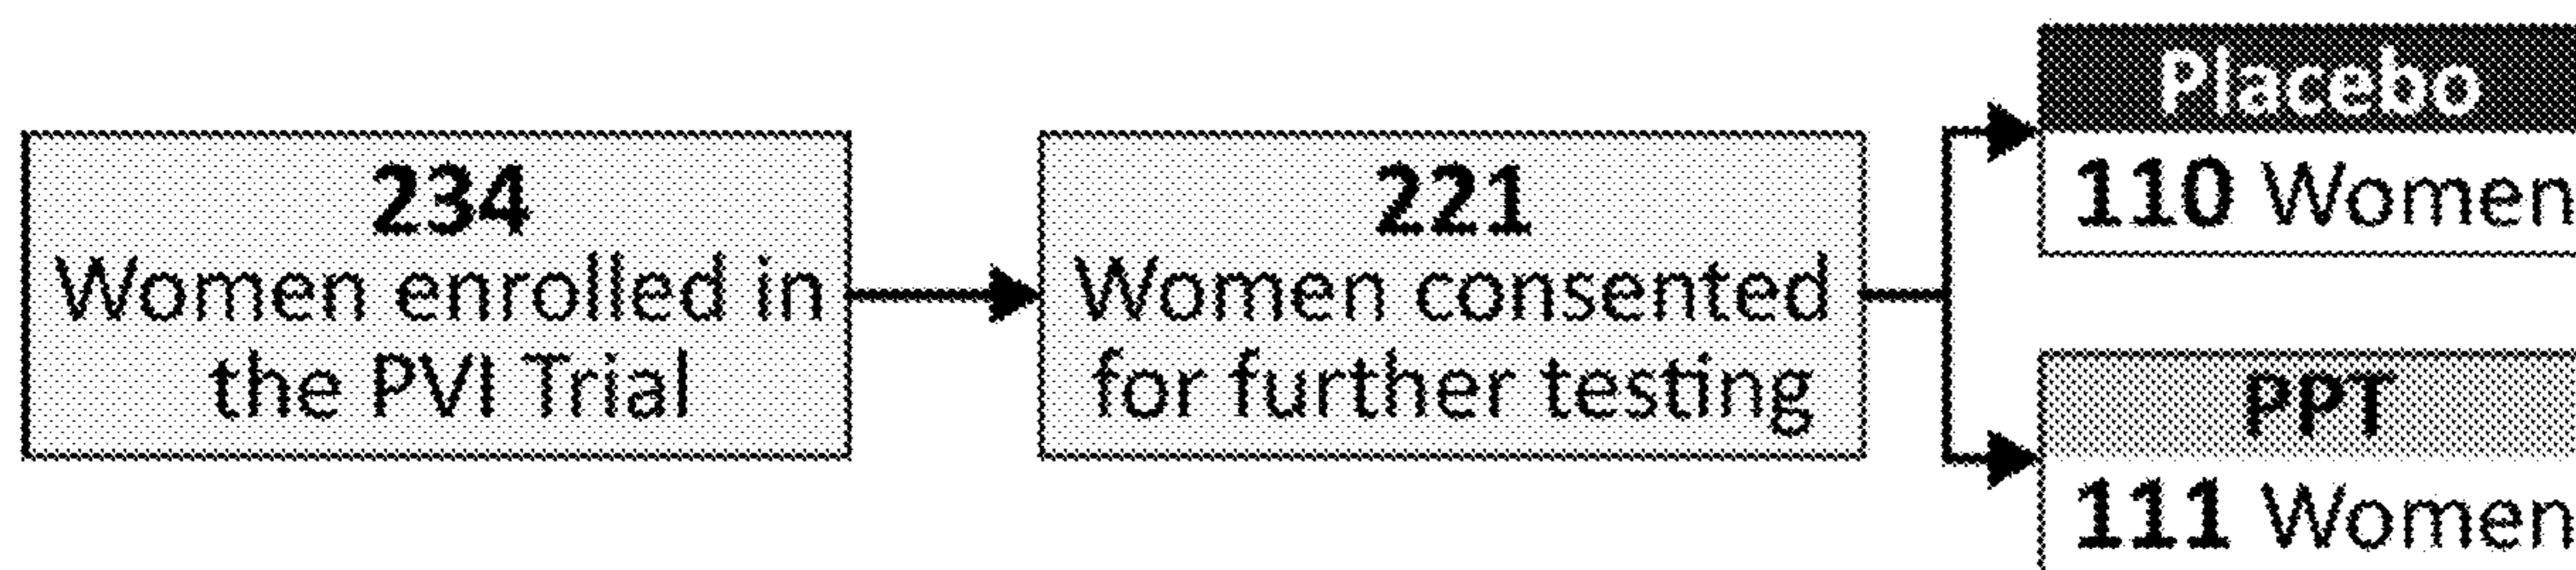 234
Women enrolled in
the PVI Trial
221
Women consented
for further testing
Placebo
110 Women
PPT
111 Women